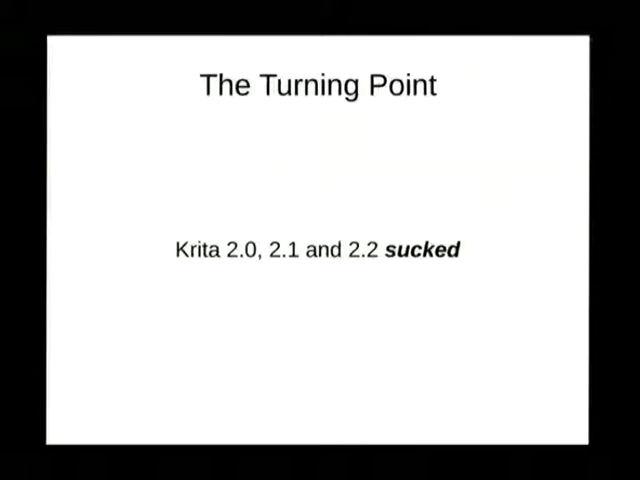 The Turning Point
Krita 2.0, 2.1 and 2.2 sucked